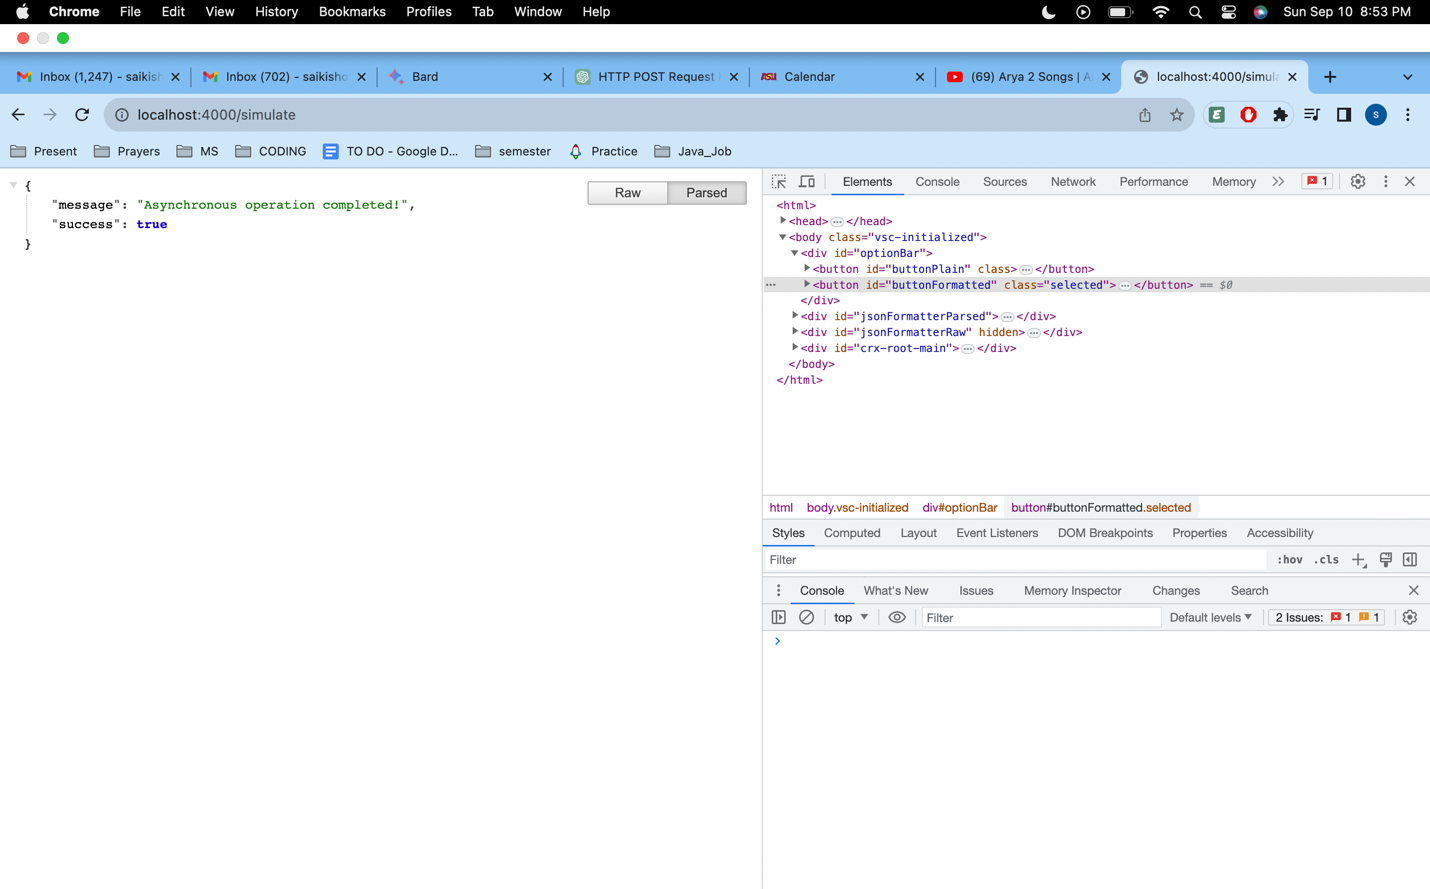 Chrome File Edit View History Bookmarks Profiles Tab Window Help Sun Sep 10 8:53 PM
Inbox (1,247) - saikish Inbox (702) - saikisho Bard HTTP POST Request ASU Calendar (69) Arya 2 Songs | A localhost:4000/simula
localhost:4000/simulate E S
Present Prayers MS CODING TO DO - Google D... semester Practice Java_Job
{
"message": "Asynchronous operation completed!",
"success": true
}
Raw Parsed
Elements Console Sources Network Performance Memory 1
<html>
<head>…</head>
<body class="vsc-initialized">
<div id="optionBar">
<button id="buttonPlain" class>…</button>
<button id="buttonFormatted" class="selected">…</button> == $0
</div>
<div id="jsonFormatterParsed">…</div>
<div id="jsonFormatterRaw" hidden>…</div>
<div id="crx-root-main">…</div>
</body>
</html>
html body.vsc-initialized div#optionBar button#buttonFormatted.selected
Styles Computed Layout Event Listeners DOM Breakpoints Properties Accessibility
Filter :hov .cls
Console What's New Issues Memory Inspector Changes Search
top Filter Default levels 2 Issues: 1 1